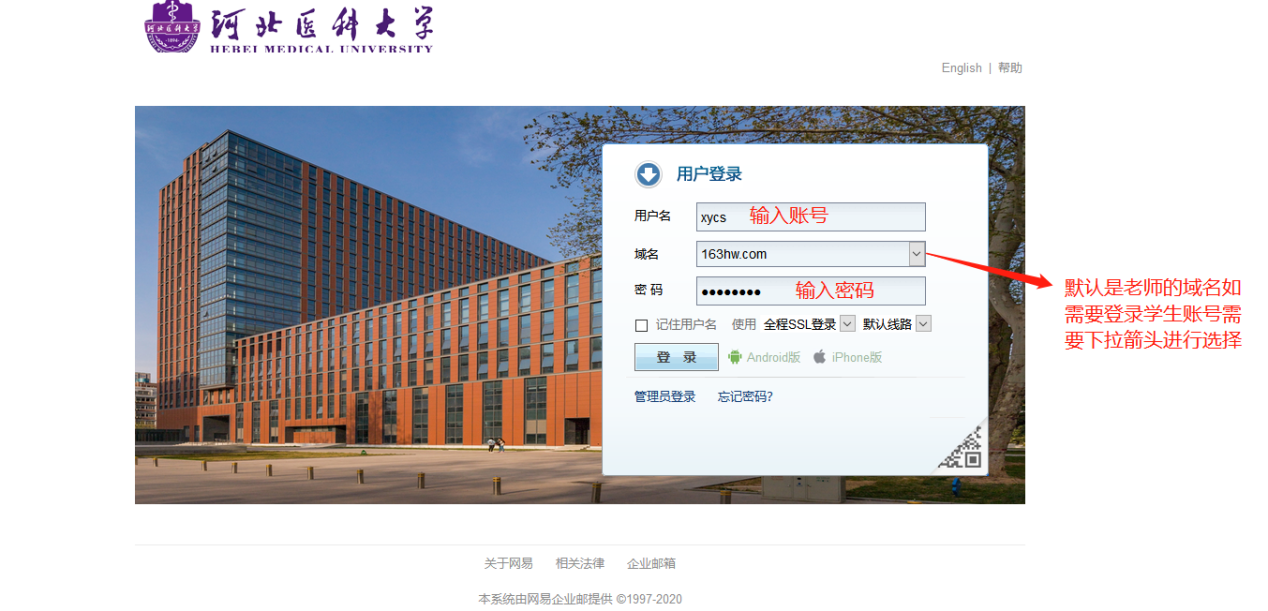 河北医科大学
HEBEI MEDICAL UNIVERSITY
English | 帮助
用户登录
用户名 xycs 输入账号
域名 163hw.com
密 码 ●●●●●●●● 输入密码
记住用户名 使用 全程SSL登录 默认线路
登 录 Android版 iPhone版
管理员登录 忘记密码?
默认是老师的域名如
需要登录学生账号需
要下拉箭头进行选择
关于网易 相关法律 企业邮箱
本系统由网易企业邮提供 ©1997-2020